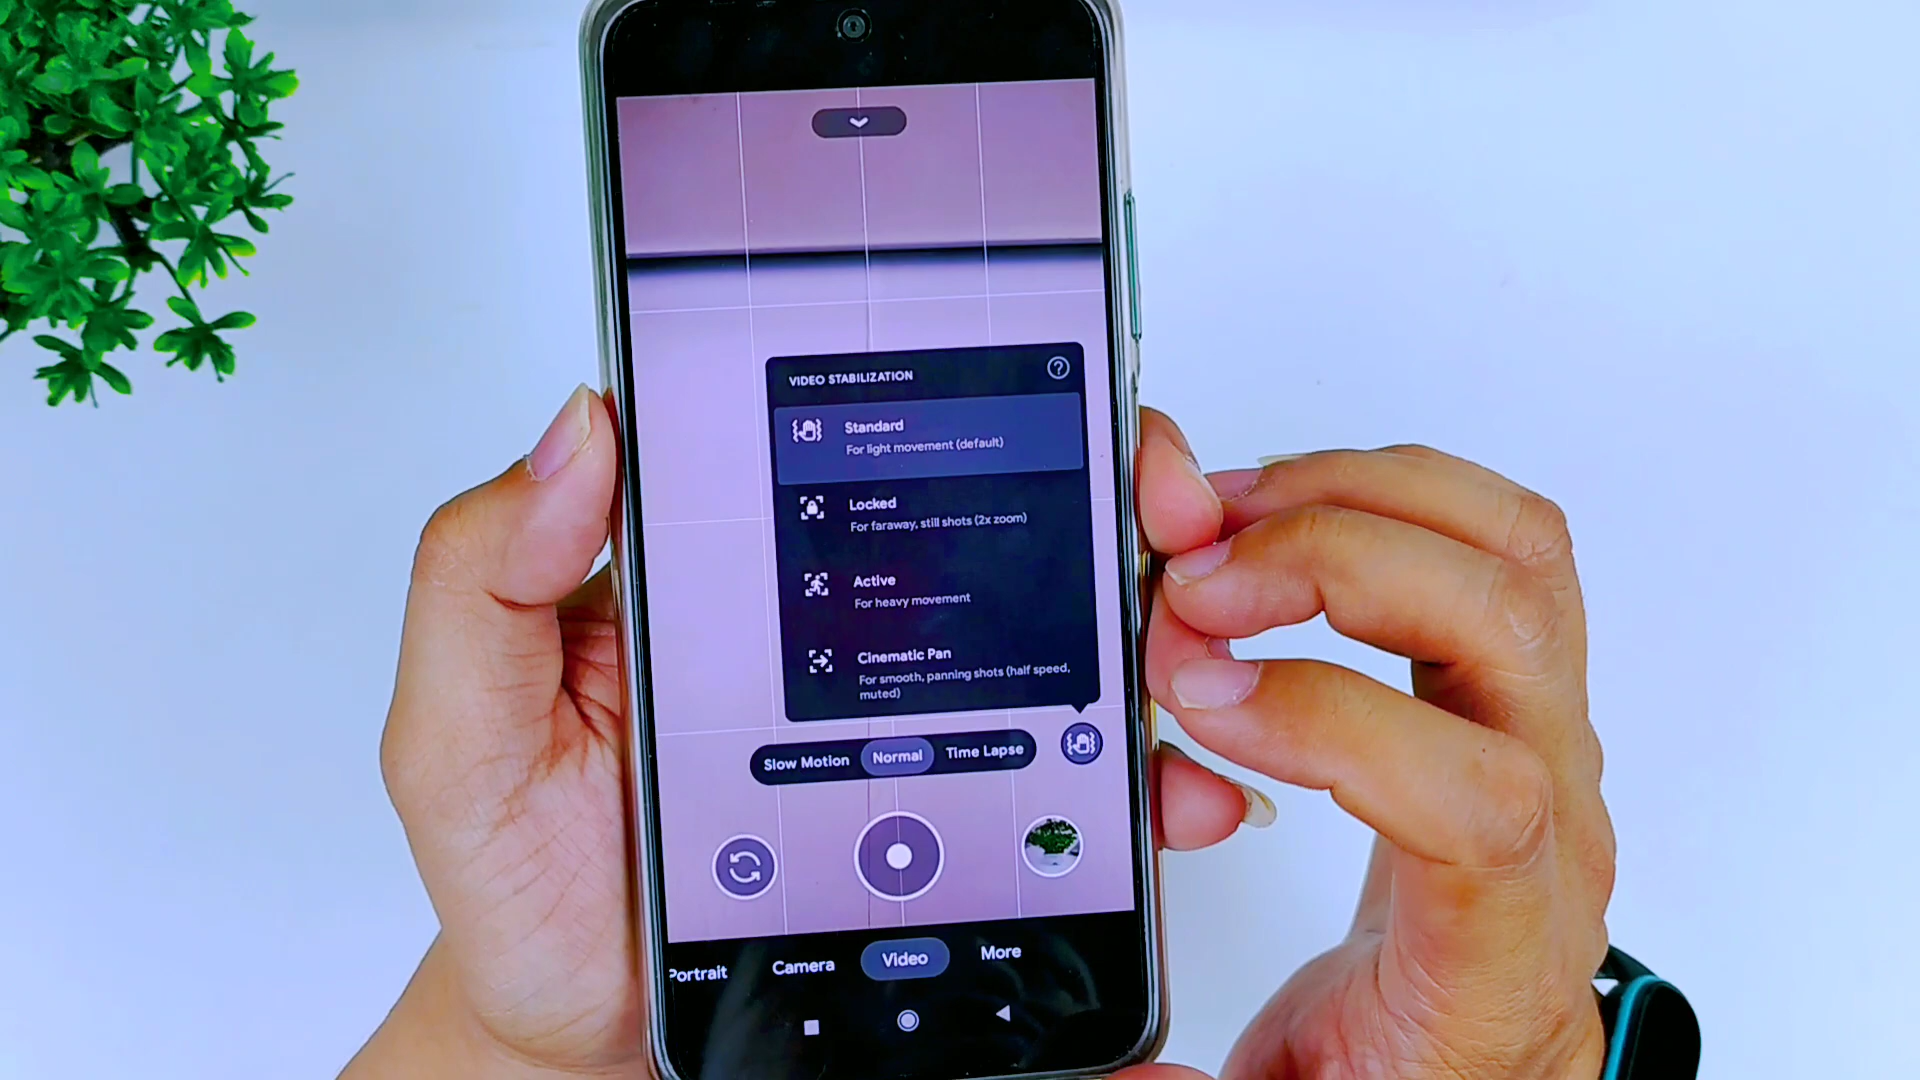 VIDEO STABILIZATION
Standard
For light movement (default)
Locked
For faraway, still shots (2x zoom)
Active
For heavy movement
Cinematic Pan
For smooth, panning shots (half speed,
muted)
Slow Motion Normal Time Lapse
Portrait Camera Video More